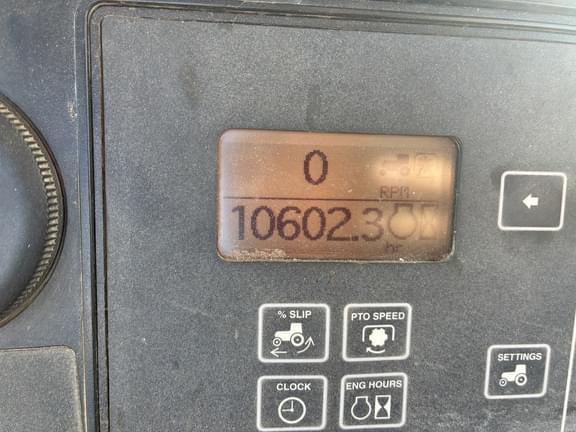 0
RPM
10602.3
hr
% SLIP
PTO SPEED
CLOCK
ENG HOURS
SETTINGS